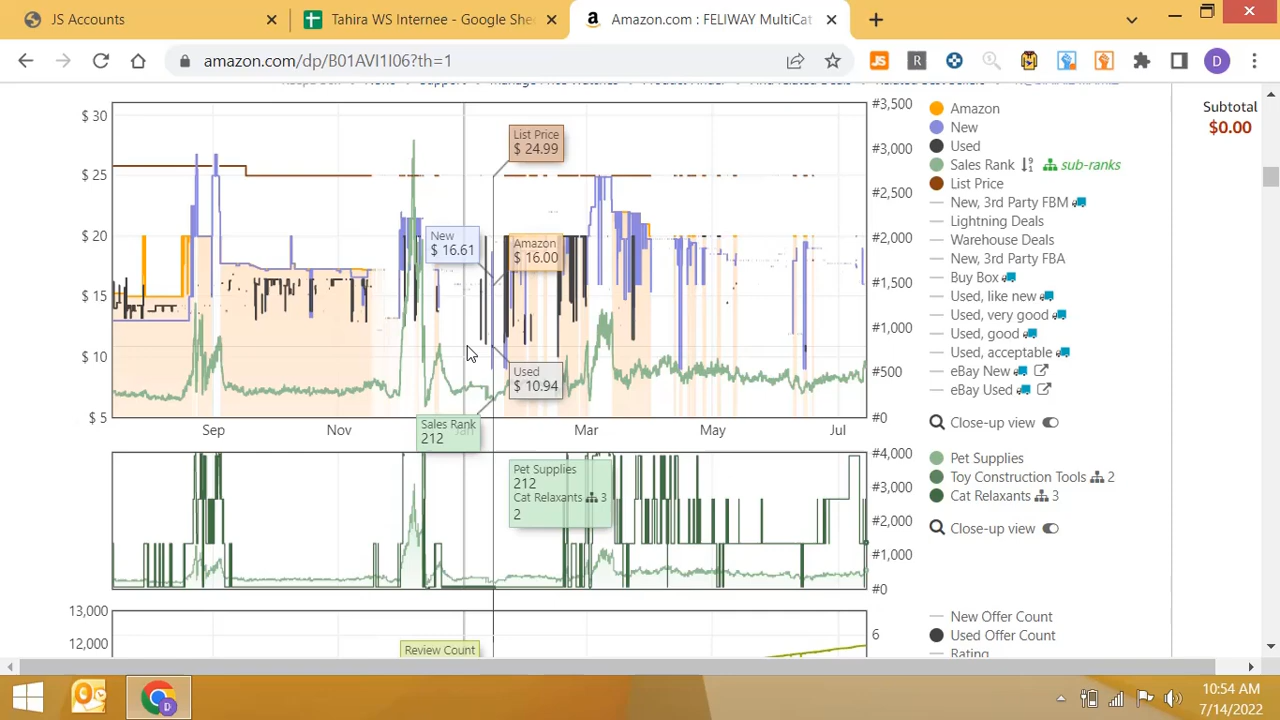 JS Accounts
Tahira WS Internee - Google She
Amazon.com : FELIWAY MultiCat
amazon.com/dp/B01AVI1I06?th=1
Support
Subtotal
$0.00
$ 30
$ 25
$ 20
$ 15
$ 10
$ 5
#3,500
#3,000
#2,500
#2,000
#1,500
#1,000
#500
#0
List Price
$ 24.99
New
$ 16.61
Amazon
$ 16.00
Used
$ 10.94
Sales Rank
212
Sep
Nov
Jan
Mar
May
Jul
Amazon
New
Used
Sales Rank
sub-ranks
List Price
New, 3rd Party FBM
Lightning Deals
Warehouse Deals
New, 3rd Party FBA
Buy Box
Used, like new
Used, very good
Used, good
Used, acceptable
eBay New
eBay Used
Close-up view
Pet Supplies
212
Cat Relaxants 3
2
#4,000
#3,000
#2,000
#1,000
#0
Pet Supplies
Toy Construction Tools 2
Cat Relaxants 3
Close-up view
13,000
12,000
Review Count
6
New Offer Count
Used Offer Count
Rating
D
10:54 AM
7/14/2022